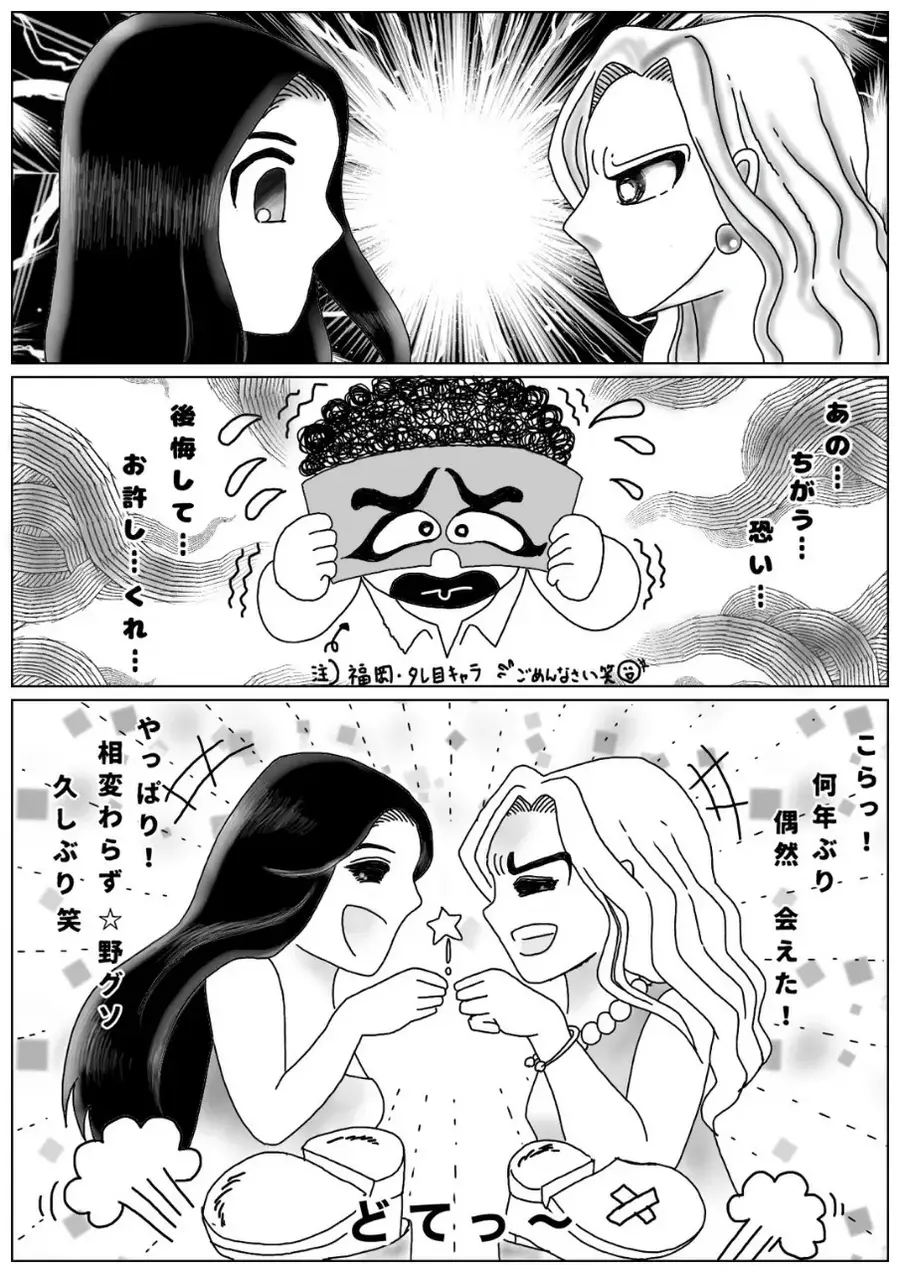 あの…
ちがう…
恐い…
後悔して…
お許し…くれ…
注)福岡・タレ目キャラ ごめんなさい笑
こらっ!
何年ぶり
偶然 会えた!
やっぱり!
相変わらず☆野グソ
久しぶり 笑
どてっ〜